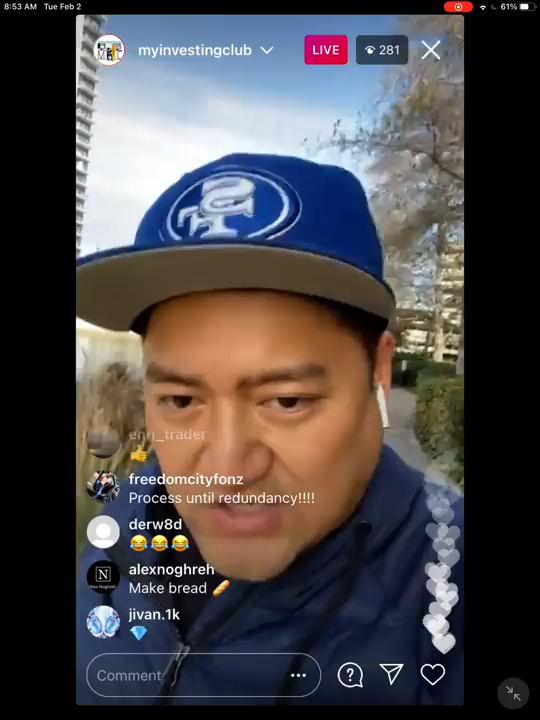 8:53 AM Tue Feb 2
61%
myinvestingclub
LIVE
281
SF
enn_trader
👍
freedomcityfonz
Process until redundancy!!!!
derw8d
😂😂😂
alexnoghreh
Make bread 🥖
jivan.1k
💎
Comment